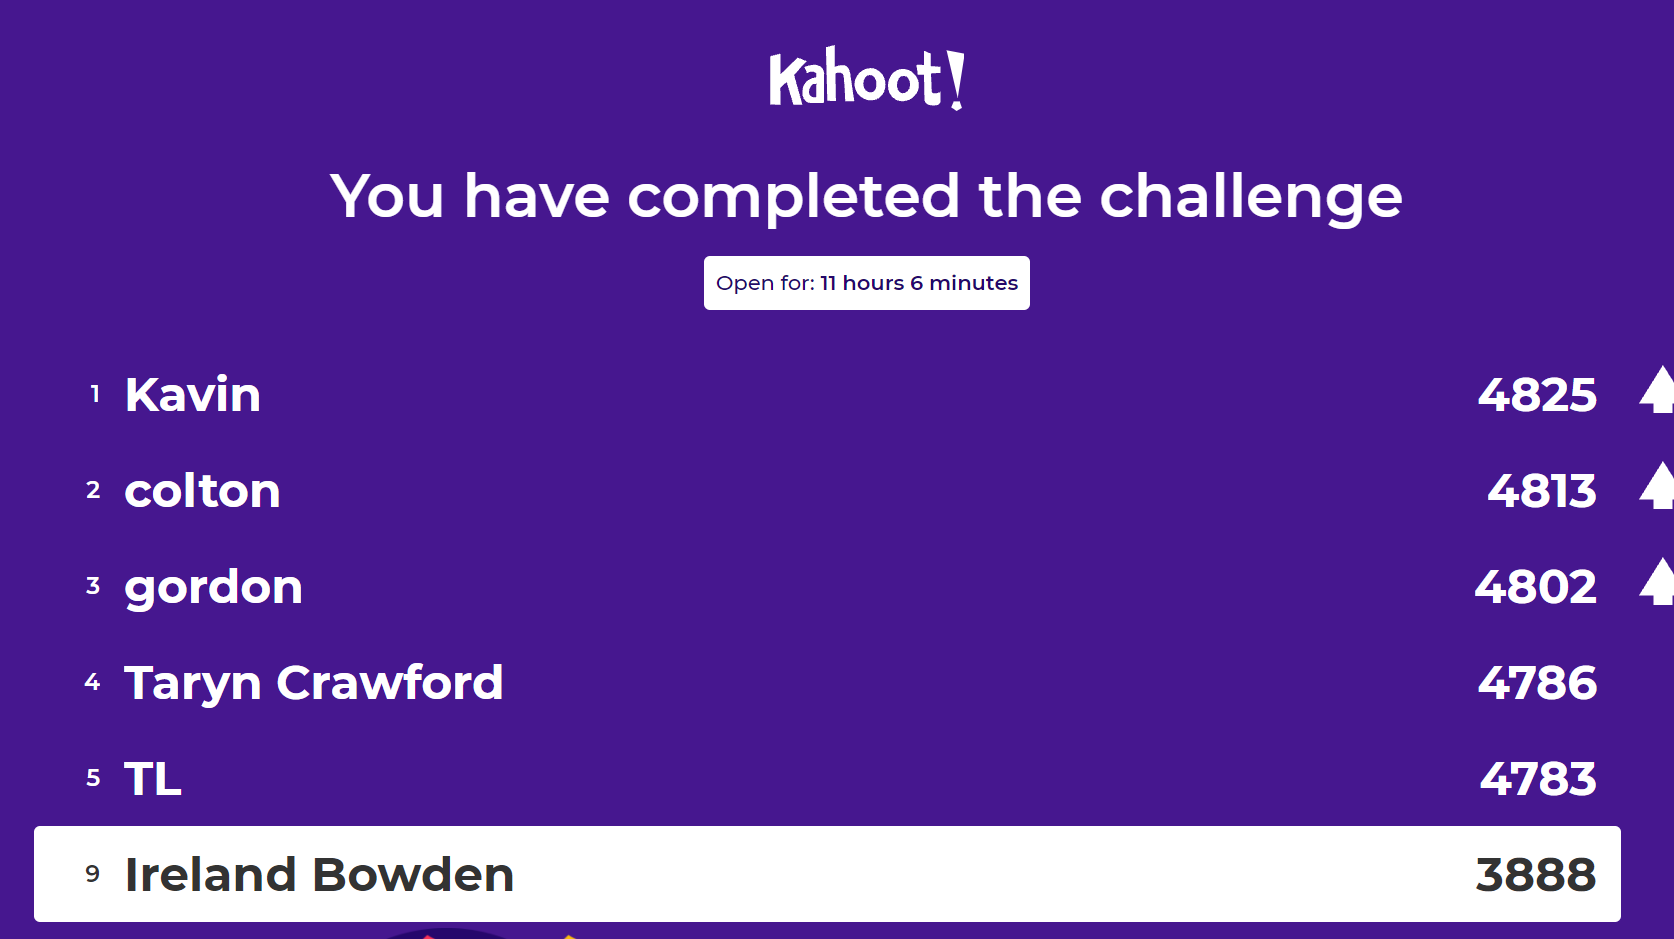 Kahoot!
You have completed the challenge
Open for: 11 hours 6 minutes
1 Kavin 4825
2 colton 4813
3 gordon 4802
4 Taryn Crawford 4786
5 TL 4783
9 Ireland Bowden 3888